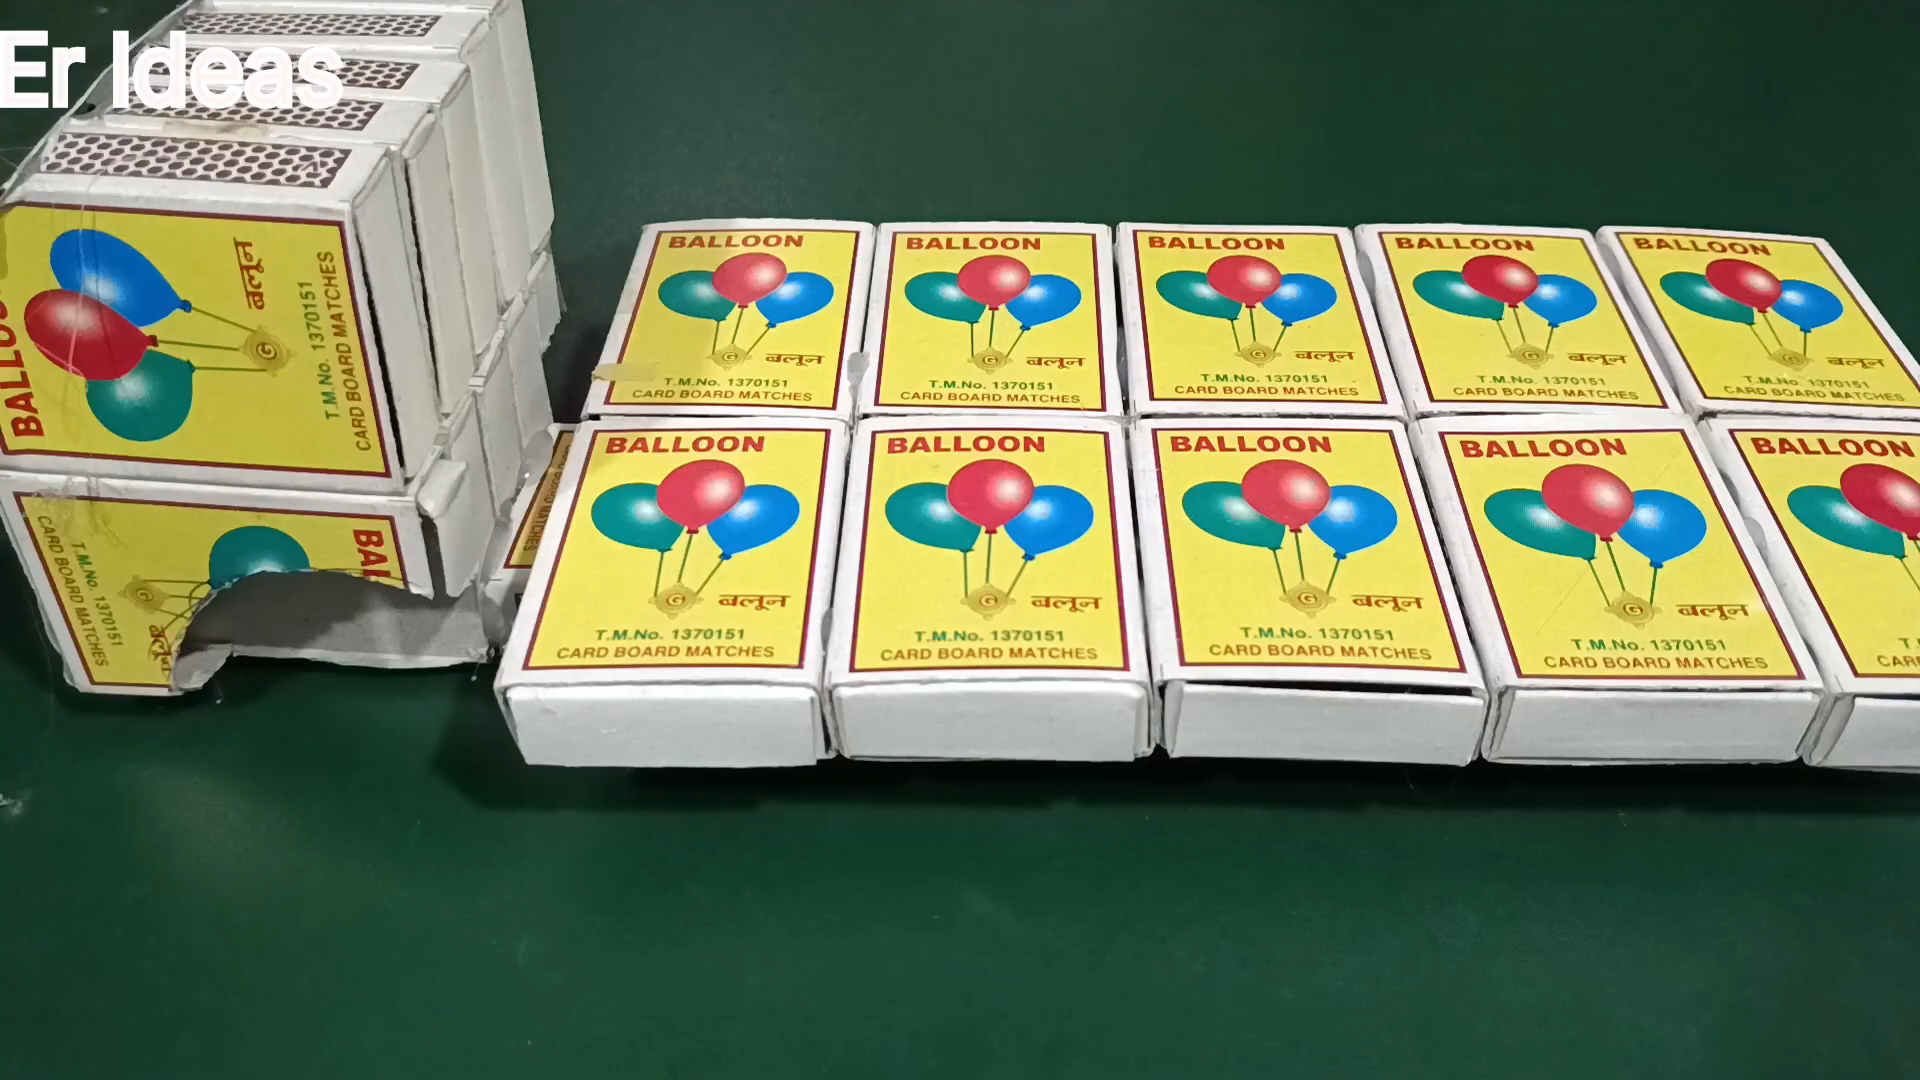 Er Ideas
BALLOON
बलून
T.M.No. 1370151
CARD BOARD MATCHES
BALLOON
बलून
T.M.No. 1370151
CARD BOARD MATCHES
BALLOON
बलून
T.M.No. 1370151
CARD BOARD MATCHES
BALLOON
बलून
T.M.No. 1370151
CARD BOARD MATCHES
BALLOON
बलून
T.M.No. 1370151
CARD BOARD MATCHES
BALLO
बलून
T.M.No. 1370151
CARD BOARD MATCHES
BAL
बलून
T.M.No. 1370151
CARD BOARD MATCHES
BALLOON
G
बलून
T.M.No. 1370151
CARD BOARD MATCHES
BALLOON
G
बलून
T.M.No. 1370151
CARD BOARD MATCHES
BALLOON
G
बलून
T.M.No. 1370151
CARD BOARD MATCHES
BALLOON
G
बलून
T.M.No. 1370151
CARD BOARD MATCHES
BALLOON